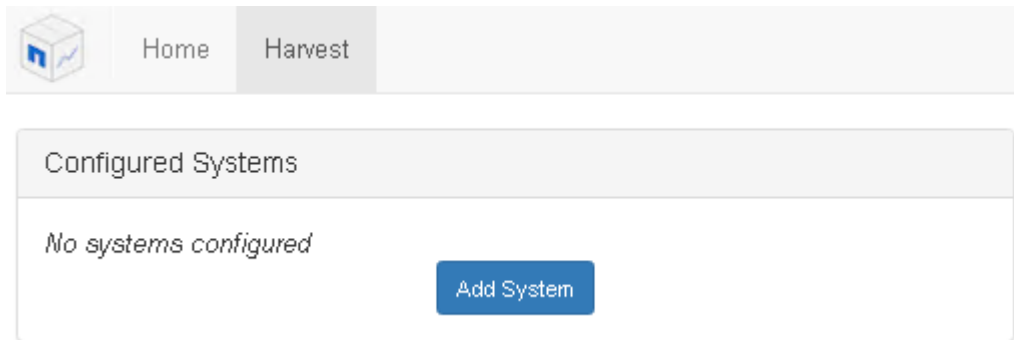 n
Home Harvest
Configured Systems
No systems configured
Add System